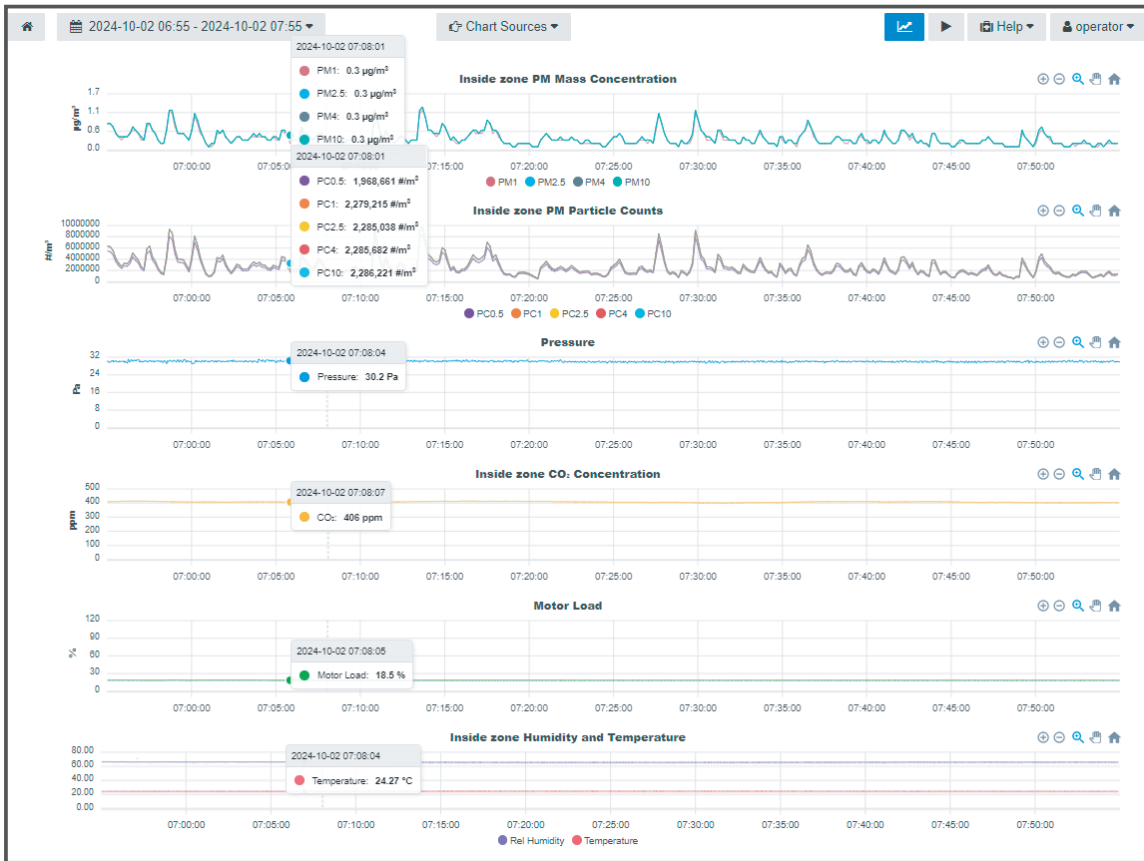 2024-10-02 06:55 - 2024-10-02 07:55 Chart Sources Help operator
2024-10-02 07:08:01
PM1: 0.3 µg/m³
PM2.5: 0.3 µg/m³
PM4: 0.3 µg/m³
PM10: 0.3 µg/m³
Inside zone PM Mass Concentration
µg/m³
1.7
1.1
0.6
0.0
07:00:00 07:05:0 07:15:00 07:20:00 07:25:00 07:30:00 07:35:00 07:40:00 07:45:00 07:50:00
PM1 PM2.5 PM4 PM10
2024-10-02 07:08:01
PC0.5: 1,968,661 #/m³
PC1: 2,279,215 #/m³
PC2.5: 2,285,038 #/m³
PC4: 2,285,682 #/m³
PC10: 2,286,221 #/m³
Inside zone PM Particle Counts
#/m³
10000000
8000000
6000000
4000000
2000000
0
07:00:00 07:05:00 07:10:00 07:15:00 07:20:00 07:25:00 07:30:00 07:35:00 07:40:00 07:45:00 07:50:00
PC0.5 PC1 PC2.5 PC4 PC10
Pressure
Pa
32
24
16
8
0
2024-10-02 07:08:04
Pressure: 30.2 Pa
07:00:00 07:05:00 07:10:00 07:15:00 07:20:00 07:25:00 07:30:00 07:35:00 07:40:00 07:45:00 07:50:00
Inside zone CO₂ Concentration
ppm
500
400
300
200
100
0
2024-10-02 07:08:07
CO₂: 406 ppm
07:00:00 07:05:00 07:10:00 07:15:00 07:20:00 07:25:00 07:30:00 07:35:00 07:40:00 07:45:00 07:50:00
Motor Load
%
120
90
60
30
0
2024-10-02 07:08:05
Motor Load: 18.5 %
07:00:00 07:05:00 07:10:00 07:15:00 07:20:00 07:25:00 07:30:00 07:35:00 07:40:00 07:45:00 07:50:00
Inside zone Humidity and Temperature
80.00
60.00
40.00
20.00
0.00
2024-10-02 07:08:04
Temperature: 24.27 °C
07:00:00 07:05:00 07:10:00 07:15:00 07:20:00 07:25:00 07:30:00 07:35:00 07:40:00 07:45:00 07:50:00
Rel Humidity Temperature